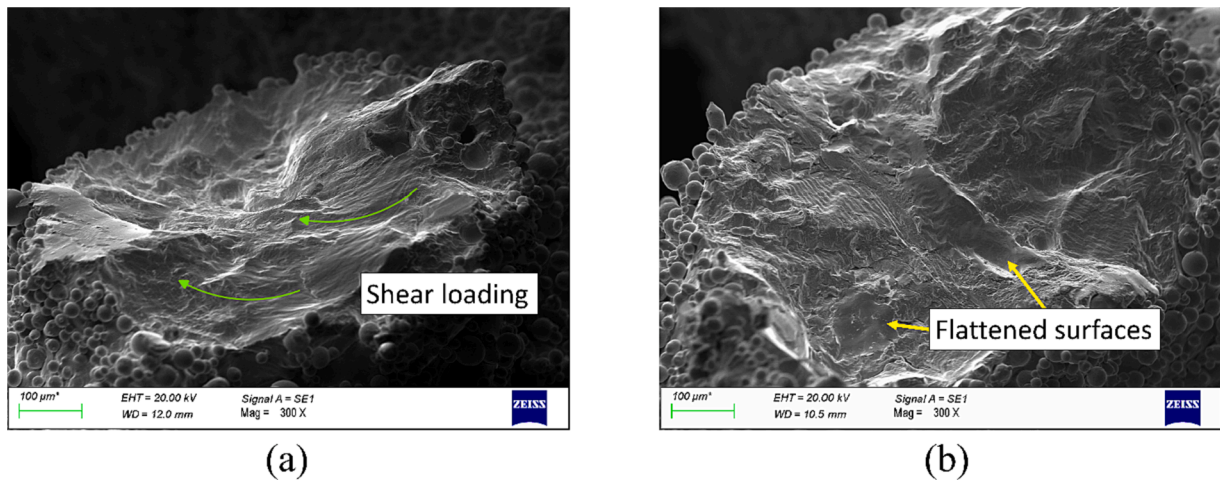 Shear loading
100 µm*
EHT = 20.00 kV
Signal A = SE1
WD = 12.0 mm
Mag = 300 X
ZEISS
(a)
Flattened surfaces
100 µm*
EHT = 20.00 kV
Signal A = SE1
WD = 10.5 mm
Mag = 300 X
ZEISS
(b)